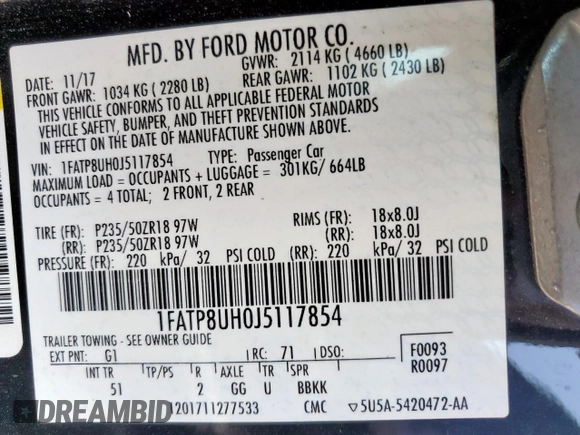 MFD. BY FORD MOTOR CO.
DATE: 11/17 GVWR: 2114 KG ( 4660 LB)
FRONT GAWR: 1034 KG ( 2280 LB) REAR GAWR: 1102 KG ( 2430 LB)
THIS VEHICLE CONFORMS TO ALL APPLICABLE FEDERAL MOTOR
VEHICLE SAFETY, BUMPER, AND THEFT PREVENTION STANDARDS
IN EFFECT ON THE DATE OF MANUFACTURE SHOWN ABOVE.
VIN: 1FATP8UH0J5117854 TYPE: Passenger Car
MAXIMUM LOAD = OCCUPANTS + LUGGAGE = 301KG/ 664LB
OCCUPANTS = 4 TOTAL; 2 FRONT, 2 REAR
TIRE (FR): P235/50ZR18 97W RIMS (FR): 18x8.0J
(RR): P235/50ZR18 97W (RR): 18x8.0J
PRESSURE (FR): 220 kPa/ 32 PSI COLD (RR): 220 kPa/ 32 PSI COLD
1FATP8UH0J5117854
TRAILER TOWING - SEE OWNER GUIDE
EXT PNT: G1 RC: 71 DSO: F0093
R0097
INT TR TP/PS R AXLE TR SPR
51 2 GG U BBKK
1201711277533 CMC ▽5U5A-5420472-AA
DREAMBID